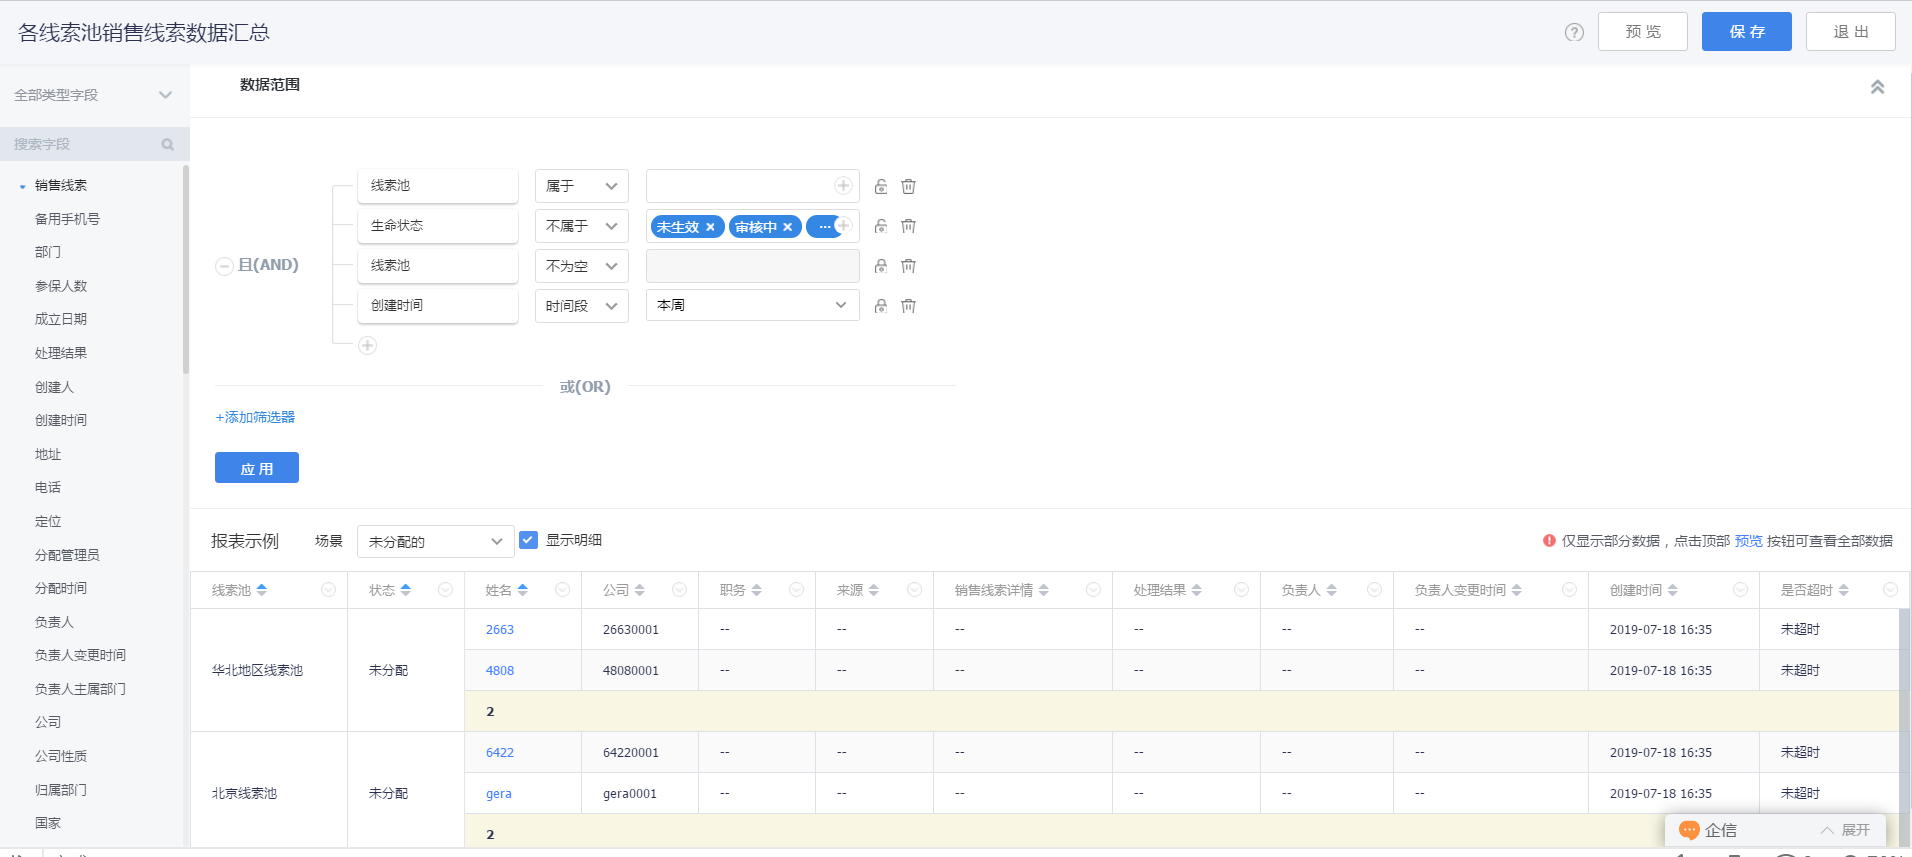 各线索池销售线索数据汇总
预 览
保 存
退 出
全部类型字段
搜索字段
销售线索
备用手机号
部门
参保人数
成立日期
处理结果
创建人
创建时间
地址
电话
定位
分配管理员
分配时间
负责人
负责人变更时间
负责人主属部门
公司
公司性质
归属部门
国家
数据范围
且(AND)
线索池 属于
生命状态 不属于 未生效 × 审核中 × ...
线索池 不为空
创建时间 时间段 本周
或(OR)
+添加筛选器
应 用
报表示例 场景 未分配的 显示明细 仅显示部分数据，点击顶部 预览 按钮可查看全部数据
线索池 状态 姓名 公司 职务 来源 销售线索详情 处理结果 负责人 负责人变更时间 创建时间 是否超时
华北地区线索池 未分配
2663 26630001 -- -- -- -- -- -- 2019-07-18 16:35 未超时
4808 48080001 -- -- -- -- -- -- 2019-07-18 16:35 未超时
2
北京线索池 未分配
6422 64220001 -- -- -- -- -- -- 2019-07-18 16:35 未超时
gera gera0001 -- -- -- -- -- -- 2019-07-18 16:35 未超时
2
企信 展开